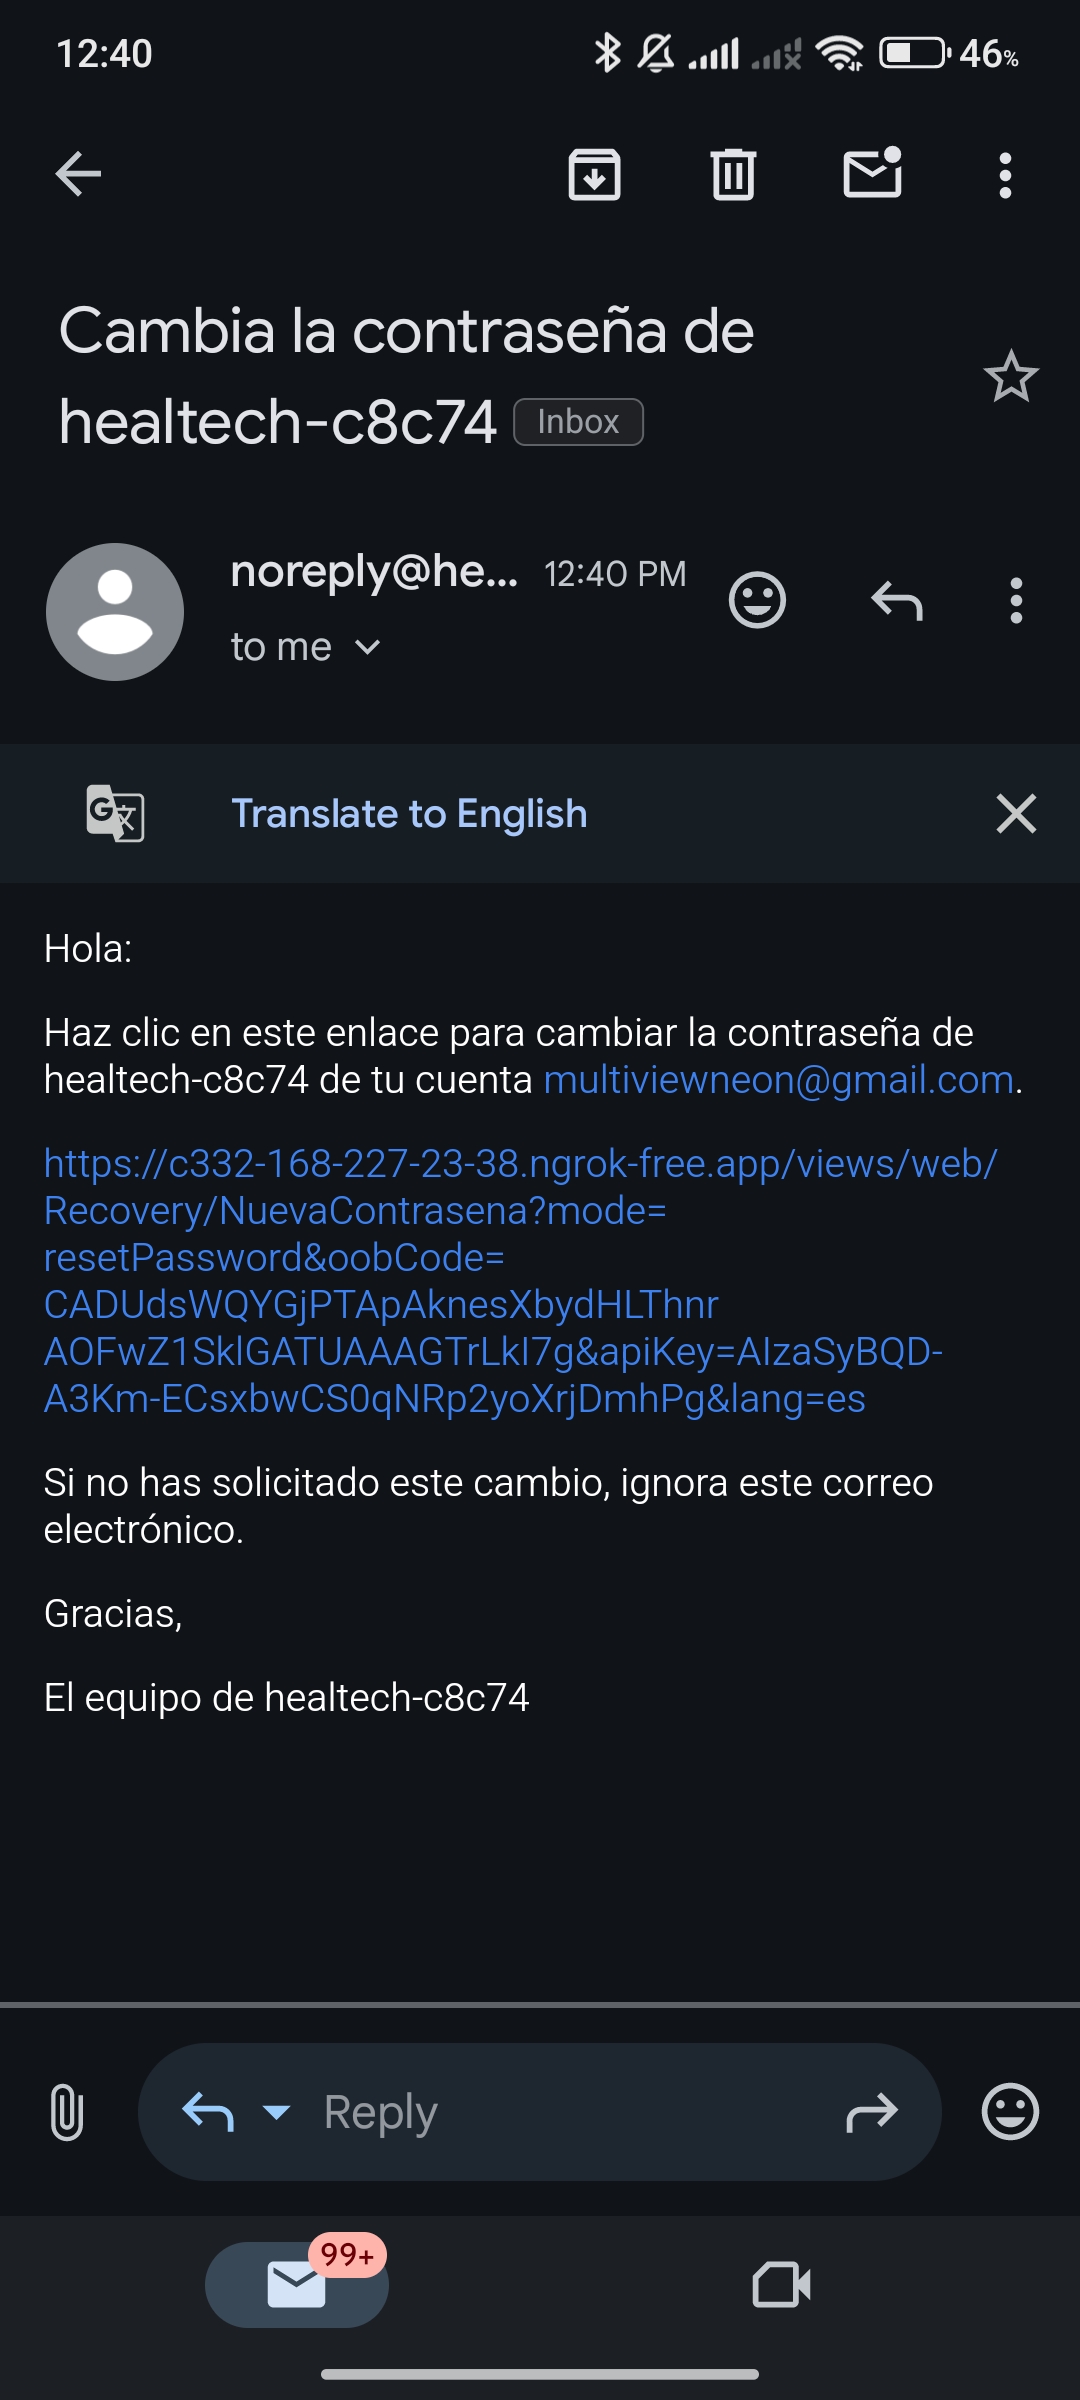 12:40
46%
Cambia la contraseña de
healtech-c8c74 Inbox
noreply@he... 12:40 PM
to me
Translate to English
Hola:
Haz clic en este enlace para cambiar la contraseña de
healtech-c8c74 de tu cuenta multiviewneon@gmail.com.
https://c332-168-227-23-38.ngrok-free.app/views/web/
Recovery/NuevaContrasena?mode=
resetPassword&oobCode=
CADUdsWQYGjPTApAknesXbydHLThnr
AOFwZ1SklGATUAAAGTrLkI7g&apiKey=AIzaSyBQD-
A3Km-ECsxbwCS0qNRp2yoXrjDmhPg&lang=es
Si no has solicitado este cambio, ignora este correo
electrónico.
Gracias,
El equipo de healtech-c8c74
Reply
99+